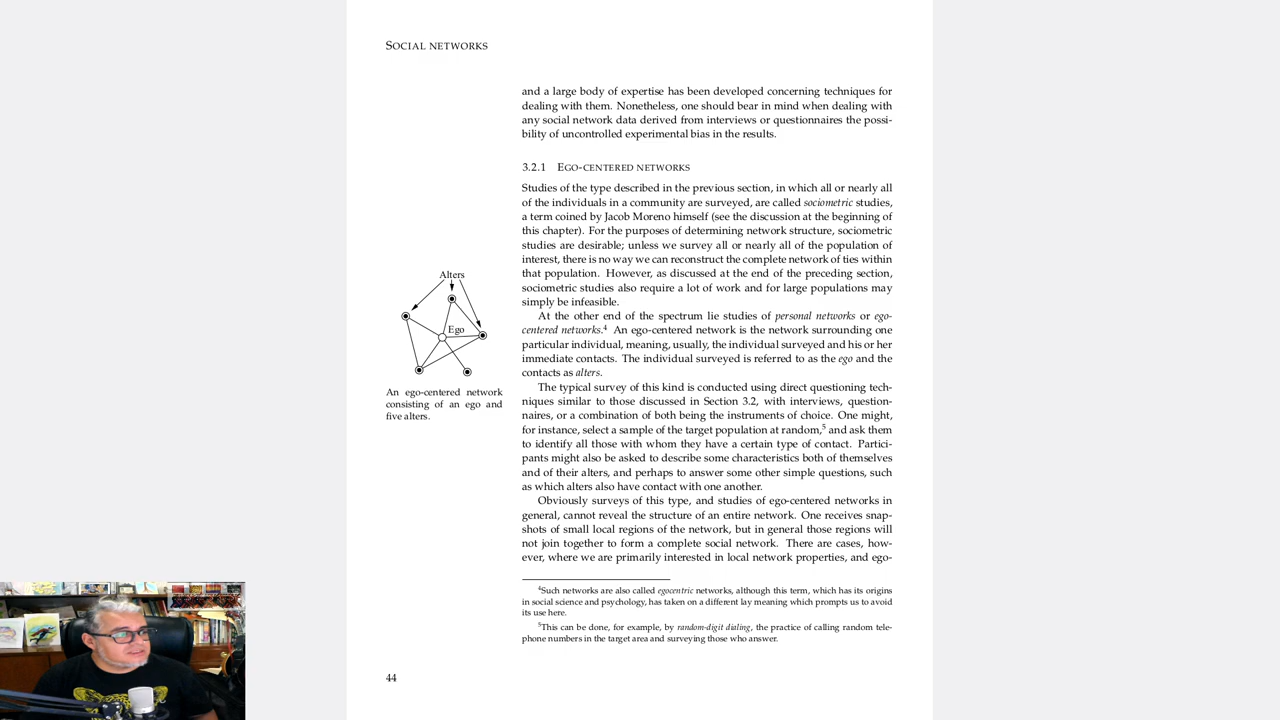 SOCIAL NETWORKS
and a large body of expertise has been developed concerning techniques for
dealing with them. Nonetheless, one should bear in mind when dealing with
any social network data derived from interviews or questionnaires the possi-
bility of uncontrolled experimental bias in the results.
3.2.1 EGO-CENTERED NETWORKS
Studies of the type described in the previous section, in which all or nearly all
of the individuals in a community are surveyed, are called sociometric studies,
a term coined by Jacob Moreno himself (see the discussion at the beginning of
this chapter). For the purposes of determining network structure, sociometric
studies are desirable; unless we survey all or nearly all of the population of
interest, there is no way we can reconstruct the complete network of ties within
that population. However, as discussed at the end of the preceding section,
sociometric studies also require a lot of work and for large populations may
simply be infeasible.
At the other end of the spectrum lie studies of personal networks or ego-
centered networks.⁴ An ego-centered network is the network surrounding one
particular individual, meaning, usually, the individual surveyed and his or her
immediate contacts. The individual surveyed is referred to as the ego and the
contacts as alters.
Alters
Ego
An ego-centered network
consisting of an ego and
five alters.
The typical survey of this kind is conducted using direct questioning tech-
niques similar to those discussed in Section 3.2, with interviews, question-
naires, or a combination of both being the instruments of choice. One might,
for instance, select a sample of the target population at random,⁵ and ask them
to identify all those with whom they have a certain type of contact. Partici-
pants might also be asked to describe some characteristics both of themselves
and of their alters, and perhaps to answer some other simple questions, such
as which alters also have contact with one another.
Obviously surveys of this type, and studies of ego-centered networks in
general, cannot reveal the structure of an entire network. One receives snap-
shots of small local regions of the network, but in general those regions will
not join together to form a complete social network. There are cases, how-
ever, where we are primarily interested in local network properties, and ego-
⁴Such networks are also called egocentric networks, although this term, which has its origins
in social science and psychology, has taken on a different lay meaning which prompts us to avoid
its use here.
⁵This can be done, for example, by random-digit dialing, the practice of calling random tele-
phone numbers in the target area and surveying those who answer.
44